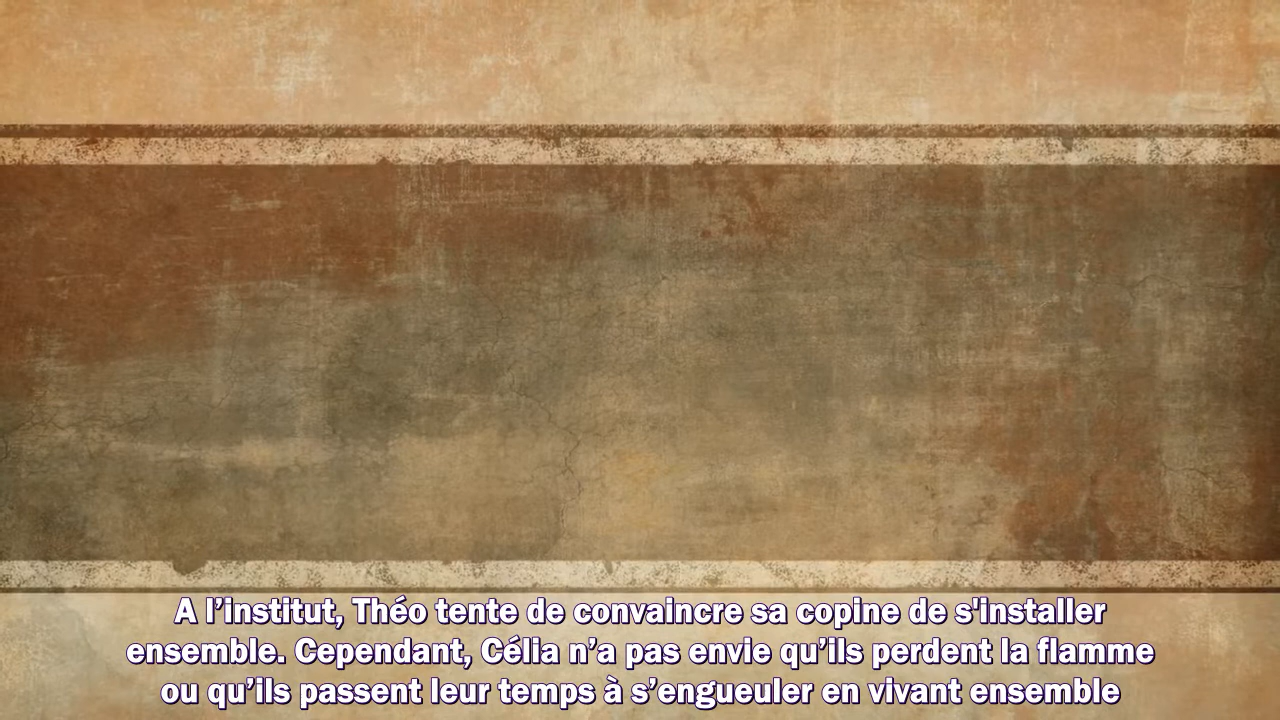 A l’institut, Théo tente de convaincre sa copine de s'installer
ensemble. Cependant, Célia n’a pas envie qu’ils perdent la flamme
ou qu’ils passent leur temps à s’engueuler en vivant ensemble